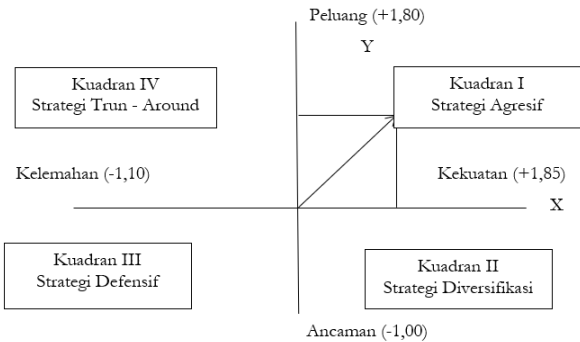 Peluang (+1,80)
Y
Kuadran IV
Strategi Trun - Around
Kuadran I
Strategi Agresif
Kelemahan (-1,10)
Kekuatan (+1,85)
X
Kuadran III
Strategi Defensif
Kuadran II
Strategi Diversifikasi
Ancaman (-1,00)